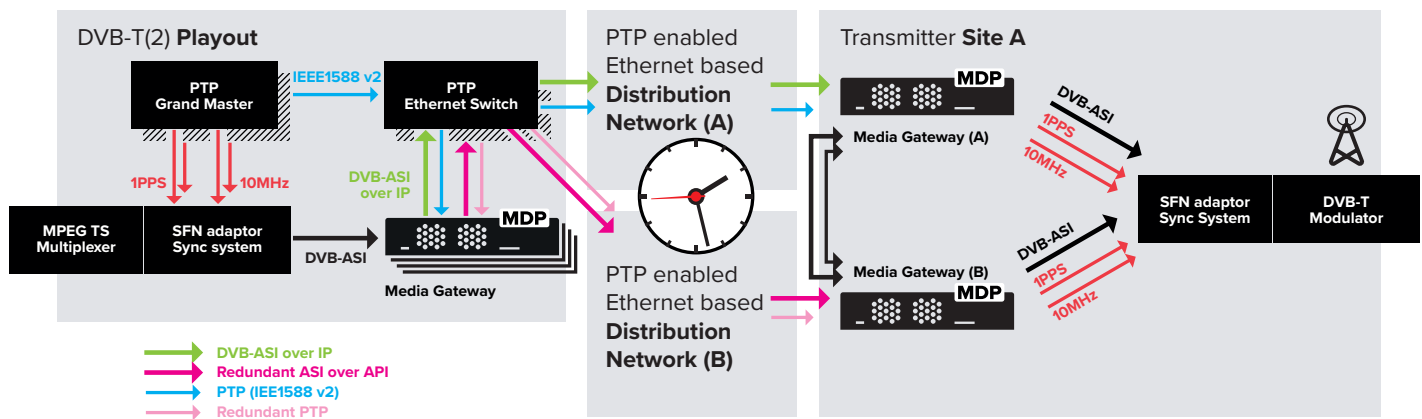 DVB-T(2) Playout
PTP
Grand Master
IEEE1588 v2
PTP
Ethernet Switch
1PPS
10MHz
DVB-ASI
over IP
MPEG TS
Multiplexer
SFN adaptor
Sync system
DVB-ASI
MDP
Media Gateway
PTP enabled
Ethernet based
Distribution
Network (A)
PTP enabled
Ethernet based
Distribution
Network (B)
Transmitter Site A
MDP
Media Gateway (A)
Media Gateway (B)
MDP
DVB-ASI
1PPS
10MHz
DVB-ASI
1PPS
10MHz
SFN adaptor
Sync System
DVB-T
Modulator
DVB-ASI over IP
Redundant ASI over API
PTP (IEE1588 v2)
Redundant PTP